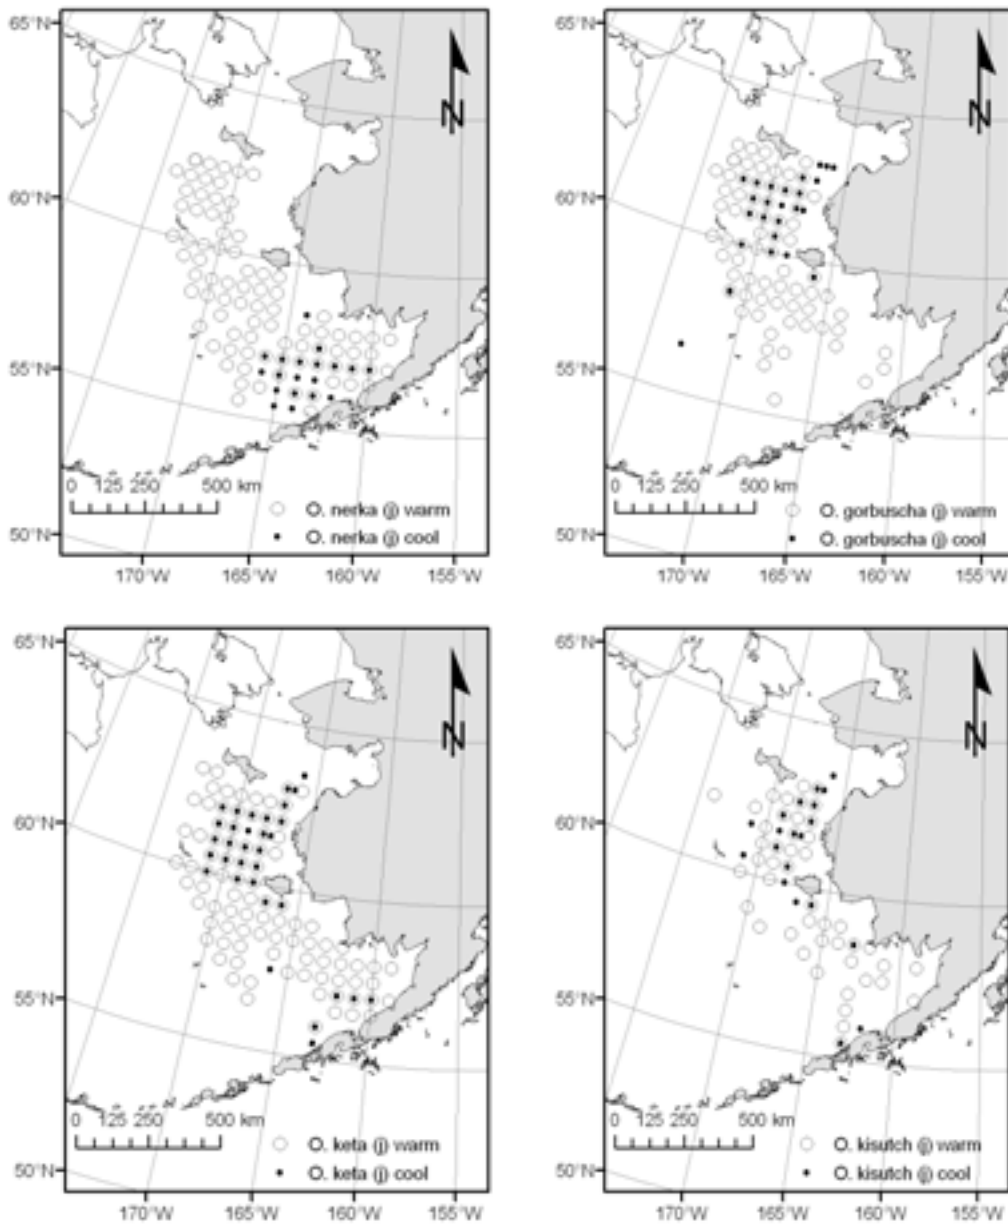 65°N
60°N
55°N
50°N
N
0 125 250 500 km
O. nerka (j) warm
O. nerka (j) cool
170°W 165°W 160°W 155°W
65°N
60°N
55°N
50°N
N
0 125 250 500 km
O. gorbuscha (j) warm
O. gorbuscha (j) cool
170°W 165°W 160°W 155°W
65°N
60°N
55°N
50°N
N
0 125 250 500 km
O. keta (j) warm
O. keta (j) cool
170°W 165°W 160°W 155°W
65°N
60°N
55°N
50°N
N
0 125 250 500 km
O. kisutch (j) warm
O. kisutch (j) cool
170°W 165°W 160°W 155°W